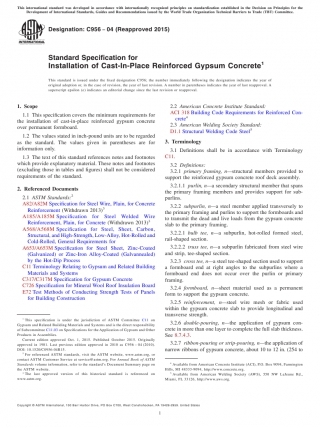 This international standard was developed in accordance with internationally recognized principles on standardization established in the Decision on Principles for the
Development of International Standards, Guides and Recommendations issued by the World Trade Organization Technical Barriers to Trade (TBT) Committee.
Designation: C956 − 04 (Reapproved 2015)
Standard Specification for
Installation of Cast-In-Place Reinforced Gypsum Concrete1
This standard is issued under the fixed designation C956; the number immediately following the designation indicates the year of
original adoption or, in the case of revision, the year of last revision. A number in parentheses indicates the year of last reapproval. A
superscript epsilon (ε) indicates an editorial change since the last revision or reapproval.
1. Scope
1.1 This specification covers the minimum requirements for
the installation of cast-in-place reinforced gypsum concrete
over permanent formboard.
1.2 The values stated in inch-pound units are to be regarded
as the standard. The values given in parentheses are for
information only.
1.3 The text of this standard references notes and footnotes
which provide explanatory material. These notes and footnotes
(excluding those in tables and figures) shall not be considered
requirements of the standard.
2. Referenced Documents
2.1 ASTM Standards:2
A82/A82M Specification for Steel Wire, Plain, for Concrete
Reinforcement (Withdrawn 2013)3
A185/A185M Specification for Steel Welded Wire
Reinforcement, Plain, for Concrete (Withdrawn 2013)3
A568/A568M Specification for Steel, Sheet, Carbon,
Structural, and High-Strength, Low-Alloy, Hot-Rolled and
Cold-Rolled, General Requirements for
A653/A653M Specification for Steel Sheet, Zinc-Coated
(Galvanized) or Zinc-Iron Alloy-Coated (Galvannealed)
by the Hot-Dip Process
C11 Terminology Relating to Gypsum and Related Building
Materials and Systems
C317/C317M Specification for Gypsum Concrete
C726 Specification for Mineral Wool Roof Insulation Board
E72 Test Methods of Conducting Strength Tests of Panels
for Building Construction
1 This specification is under the jurisdiction of ASTM Committee C11 on
Gypsum and Related Building Materials and Systems and is the direct responsibility
of Subcommittee C11.03 on Specifications for the Application of Gypsum and Other
Products in Assemblies.
Current edition approved Oct. 1, 2015. Published October 2015. Originally
approved in 1981. Last previous edition approved in 2010 as C956 – 04 (2010).
DOI: 10.1520/C0956-04R15.
2 For referenced ASTM standards, visit the ASTM website, www.astm.org, or
contact ASTM Customer Service at service@astm.org. For Annual Book of ASTM
Standards volume information, refer to the standard's Document Summary page on
the ASTM website.
3 The last approved version of this historical standard is referenced on
www.astm.org.
2.2 American Concrete Institute Standard:
ACI 318 Building Code Requirements for Reinforced Con-
crete4
2.3 American Welding Society Standard:
D1.1 Structural Welding Code Steel5
3. Terminology
3.1 Definitions shall be in accordance with Terminology
C11.
3.2 Definitions:
3.2.1 primary framing, n—structural members provided to
support the reinforced gypsum concrete roof deck assembly.
3.2.1.1 purlin, n—a secondary structural member that spans
the primary framing members and provides support for sub-
purlins.
3.2.2 subpurlin, n—a steel member applied transversely to
the primary framing and purlins to support the formboards and
to transmit the dead and live loads from the gypsum concrete
slab to the primary framing.
3.2.2.1 bulb tee, n—a subpurlin, hot-rolled formed steel,
rail-shaped section.
3.2.2.2 truss tee, n—a subpurlin fabricated from steel wire
and strip, or equivalent.
3.2.3 cross tee, n—a steel tee-shaped section used to support
a formboard end at right angles to the subpurlins where a
formboard end does not occur over the purlin or primary
framing.
3.2.4 formboard, n—sheet material used as a permanent
form to support the gypsum concrete.
3.2.5 reinforcement, n—steel wire mesh or fabric used
within the gypsum concrete slab to provide longitudinal and
transverse strength.
3.2.6 double-pouring, n—the application of gypsum con-
crete in more than one layer to complete the full slab thickness.
See 6.7.4.3.
3.2.7 ribbon-pouring or strip-pouring, n—the application of
narrow ribbons of gypsum concrete, about 10 to 12 in. (254 to
4 Available from American Concrete Institute (ACI), P.O. Box 9094, Farmington
Hills, MI 48333-9094, http://www.concrete.org.
5 Available from American Welding Society (AWS), 550 NW LeJeune Rd.,
Miami, FL 33126, http://www.aws.org.
Copyright © ASTM International, 100 Barr Harbor Drive, PO Box C700, West Conshohocken, PA 19428-2959. United States
1